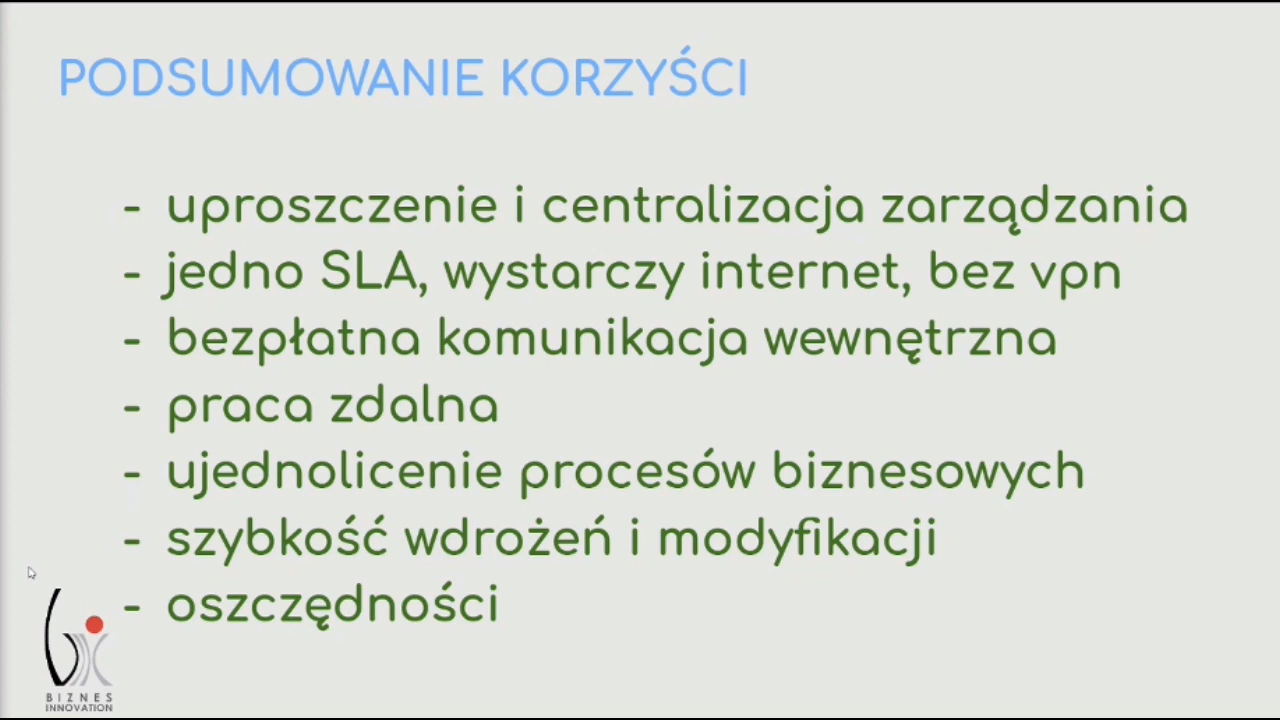 PODSUMOWANIE KORZYŚCI
- uproszczenie i centralizacja zarządzania
- jedno SLA, wystarczy internet, bez vpn
- bezpłatna komunikacja wewnętrzna
- praca zdalna
- ujednolicenie procesów biznesowych
- szybkość wdrożeń i modyfikacji
- oszczędności
BIZNES
INNOVATION